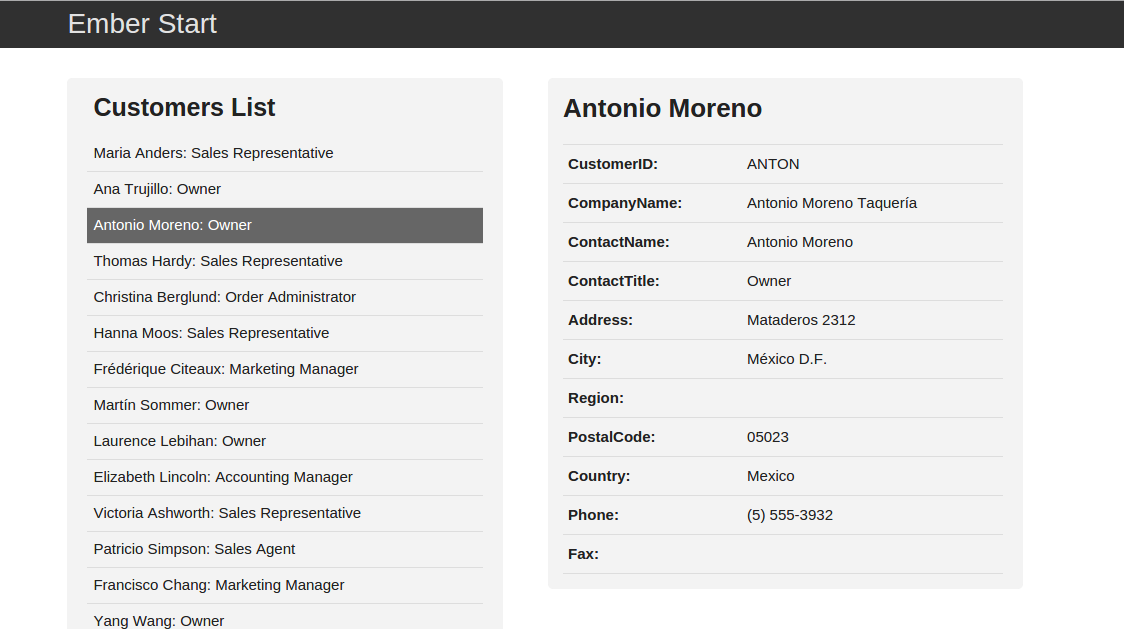 Ember Start
Customers List
Maria Anders: Sales Representative
Ana Trujillo: Owner
Antonio Moreno: Owner
Thomas Hardy: Sales Representative
Christina Berglund: Order Administrator
Hanna Moos: Sales Representative
Frédérique Citeaux: Marketing Manager
Martín Sommer: Owner
Laurence Lebihan: Owner
Elizabeth Lincoln: Accounting Manager
Victoria Ashworth: Sales Representative
Patricio Simpson: Sales Agent
Francisco Chang: Marketing Manager
Yang Wang: Owner
Antonio Moreno
CustomerID: ANTON
CompanyName: Antonio Moreno Taquería
ContactName: Antonio Moreno
ContactTitle: Owner
Address: Mataderos 2312
City: México D.F.
Region:
PostalCode: 05023
Country: Mexico
Phone: (5) 555-3932
Fax: